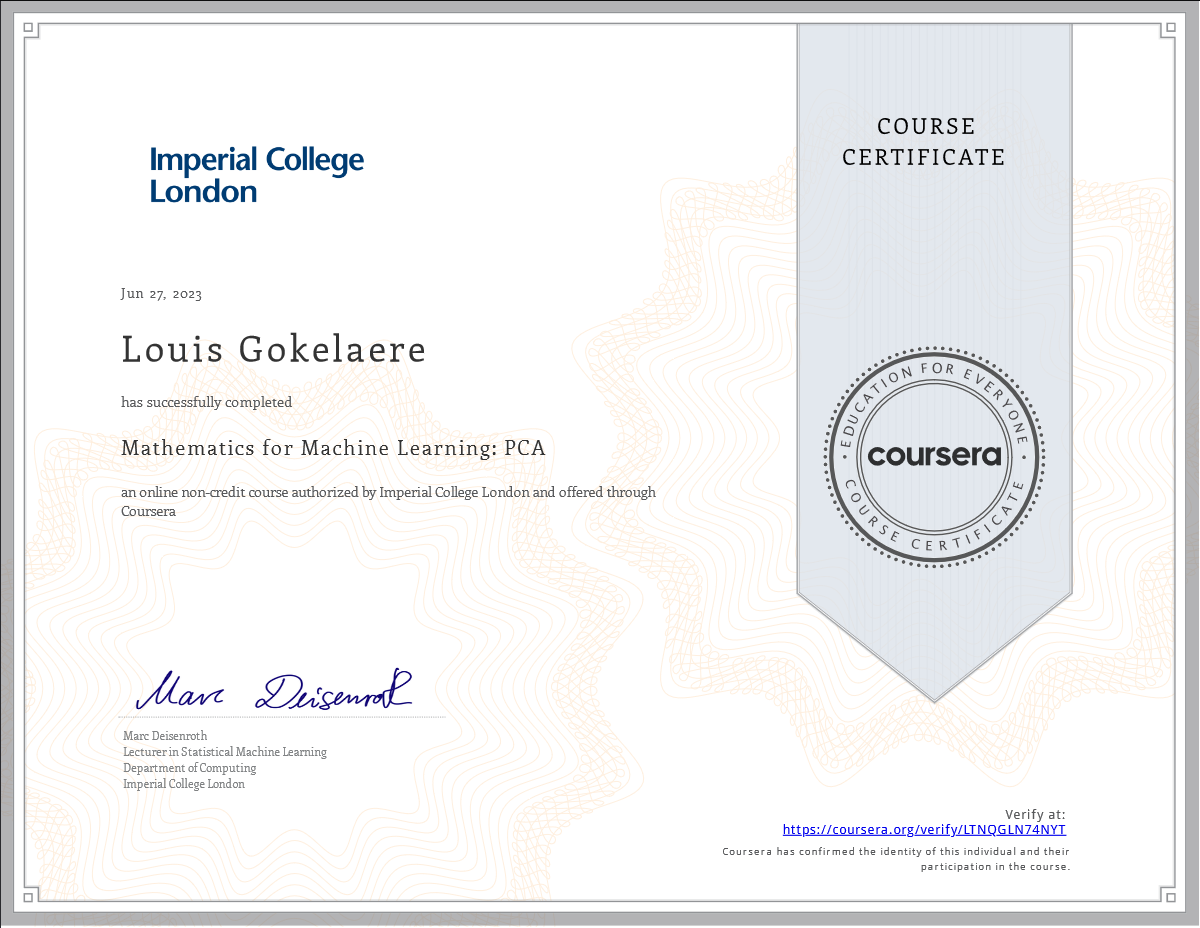 Imperial College
London
COURSE
CERTIFICATE
Jun 27, 2023
Louis Gokelaere
has successfully completed
Mathematics for Machine Learning: PCA
an online non-credit course authorized by Imperial College London and offered through
Coursera
EDUCATION FOR EVERYONE
coursera
COURSE CERTIFICATE
Marc Deisenroth
Marc Deisenroth
Lecturer in Statistical Machine Learning
Department of Computing
Imperial College London
Verify at:
https://coursera.org/verify/LTNQGLN74NYT
Coursera has confirmed the identity of this individual and their
participation in the course.